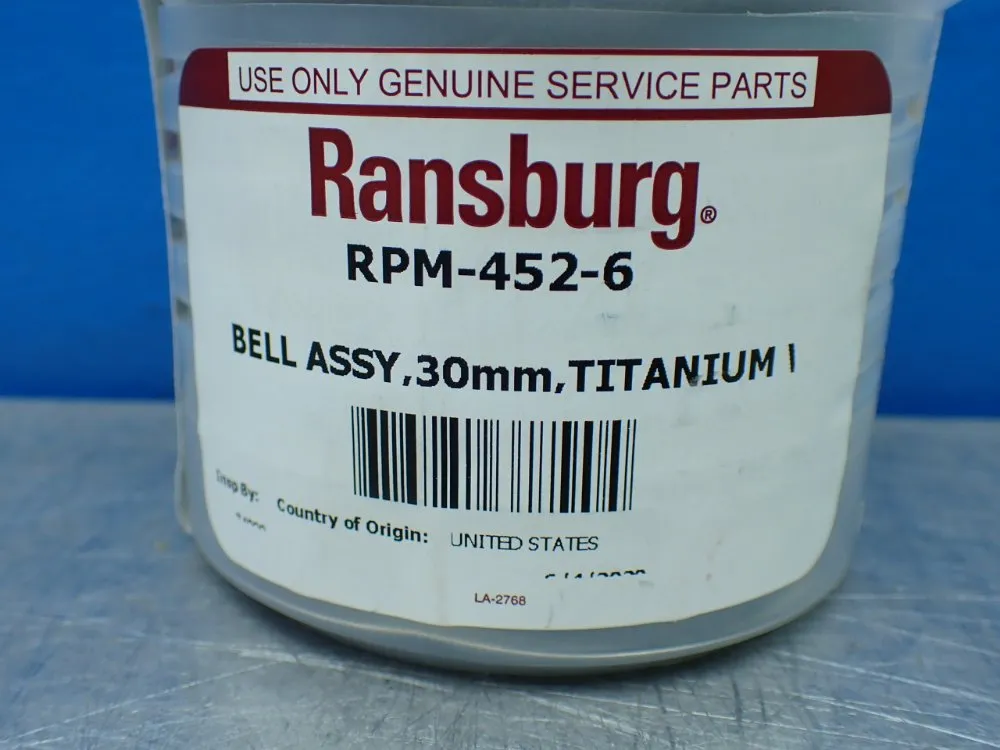 USE ONLY GENUINE SERVICE PARTS
Ransburg®
RPM-452-6
BELL ASSY,30mm,TITANIUM
By:
Country of Origin: UNITED STATES
LA-2768